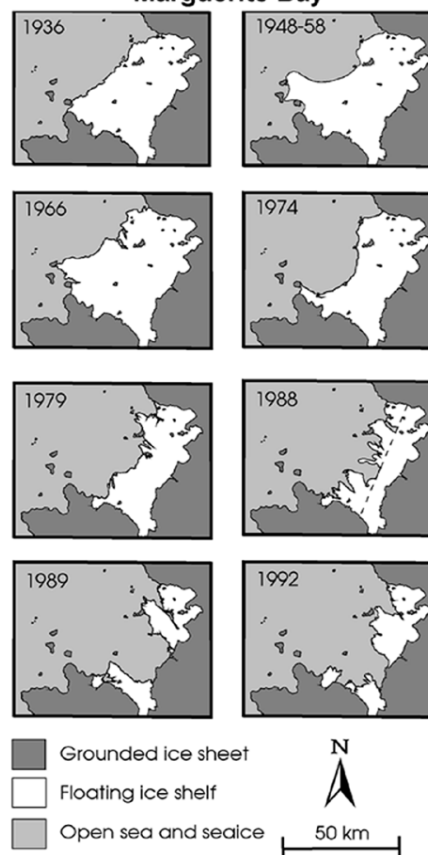 Marguerite Bay
1936
1948-58
1966
1974
1979
1988
1989
1992
Grounded ice sheet
Floating ice shelf
Open sea and seaice
N
50 km